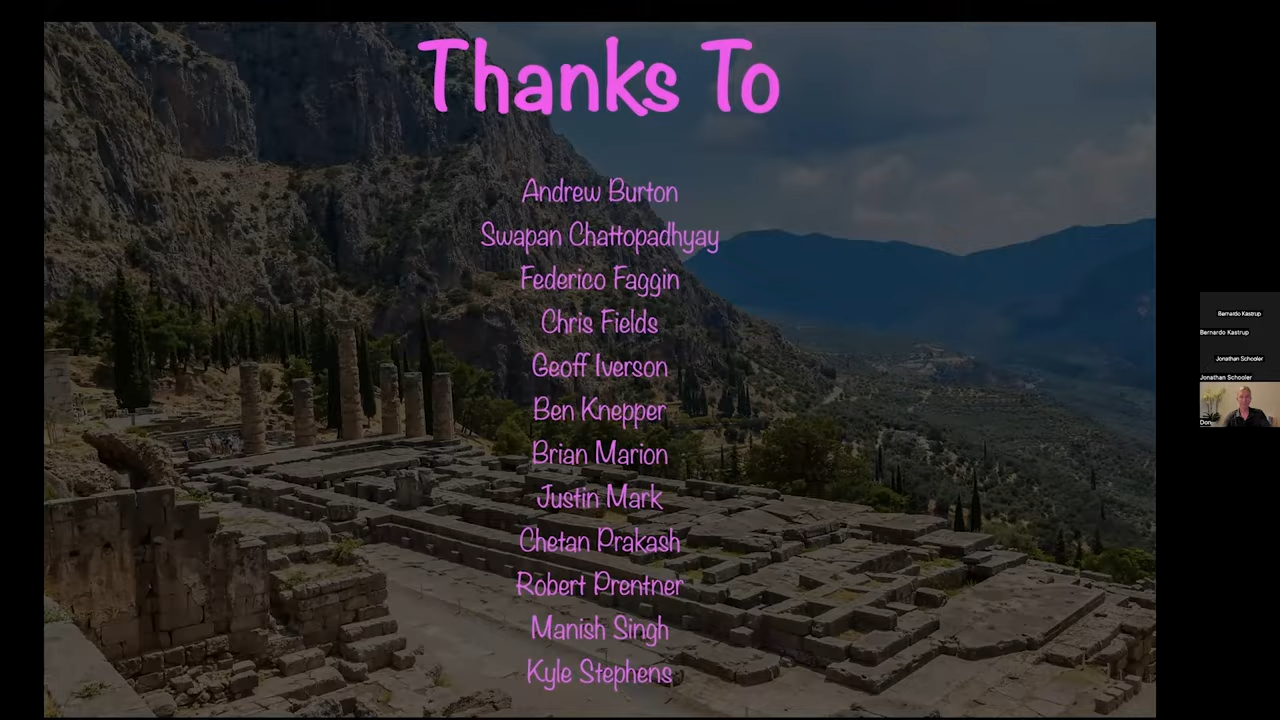 Thanks To
Andrew Burton
Swapan Chattopadhyay
Federico Faggin
Chris Fields
Geoff Iverson
Ben Knepper
Brian Marion
Justin Mark
Chetan Prakash
Robert Prentner
Manish Singh
Kyle Stephens
Bernardo Kastrup
Bernardo Kastrup
Jonathan Schooler
Jonathan Schooler